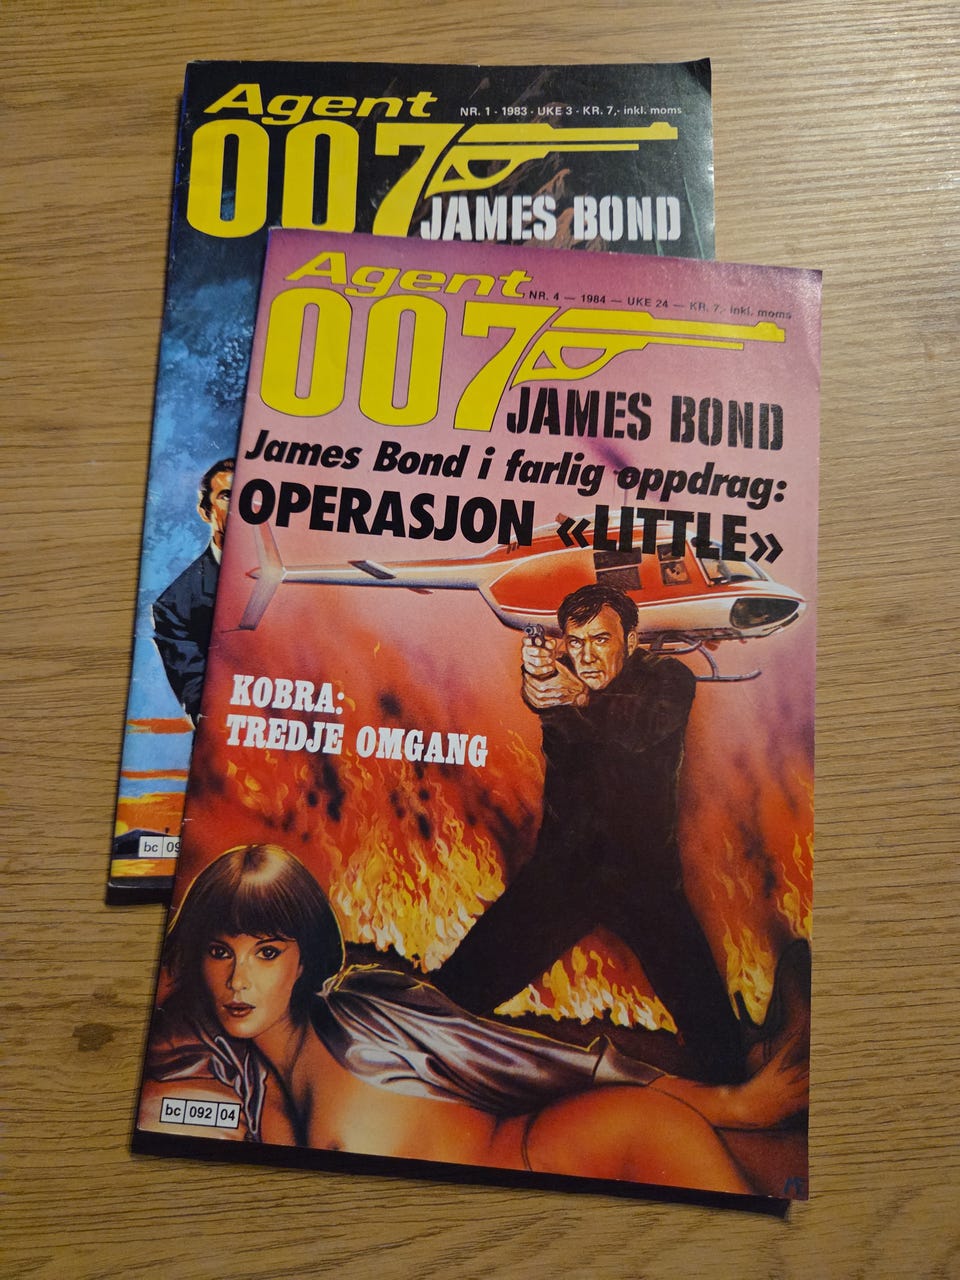 Agent
NR. 1 - 1983 - UKE 3 - KR. 7,- inkl. moms
007
JAMES BOND
bc 09
Agent
NR. 4 — 1984 — UKE 24 — KR. 7,- inkl. moms
007
JAMES BOND
James Bond i farlig oppdrag:
OPERASJON «LITTLE»
KOBRA:
TREDJE OMGANG
bc 092 04